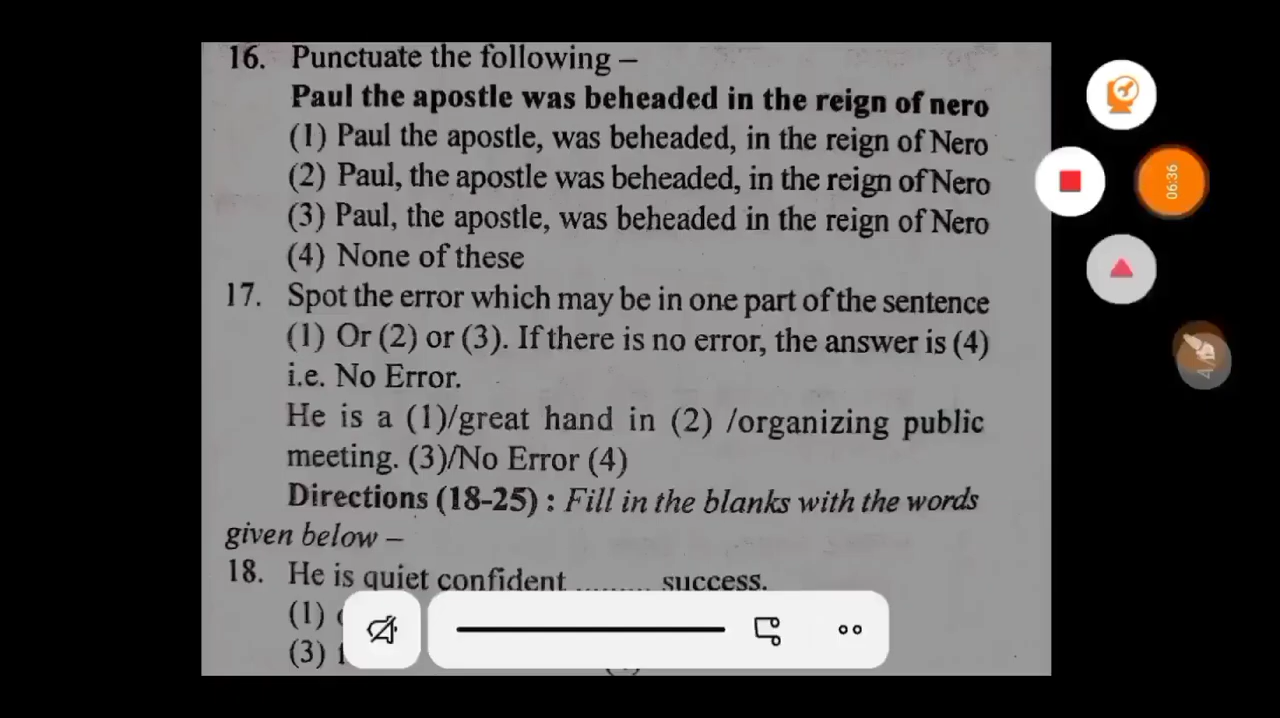 16. Punctuate the following –
Paul the apostle was beheaded in the reign of nero
(1) Paul the apostle, was beheaded, in the reign of Nero
(2) Paul, the apostle was beheaded, in the reign of Nero
(3) Paul, the apostle, was beheaded in the reign of Nero
(4) None of these
17. Spot the error which may be in one part of the sentence
(1) Or (2) or (3). If there is no error, the answer is (4)
i.e. No Error.
He is a (1)/great hand in (2) /organizing public
meeting. (3)/No Error (4)
Directions (18-25) : Fill in the blanks with the words
given below –
18. He is quiet confident ......... success.
(1)
(3)
06:36